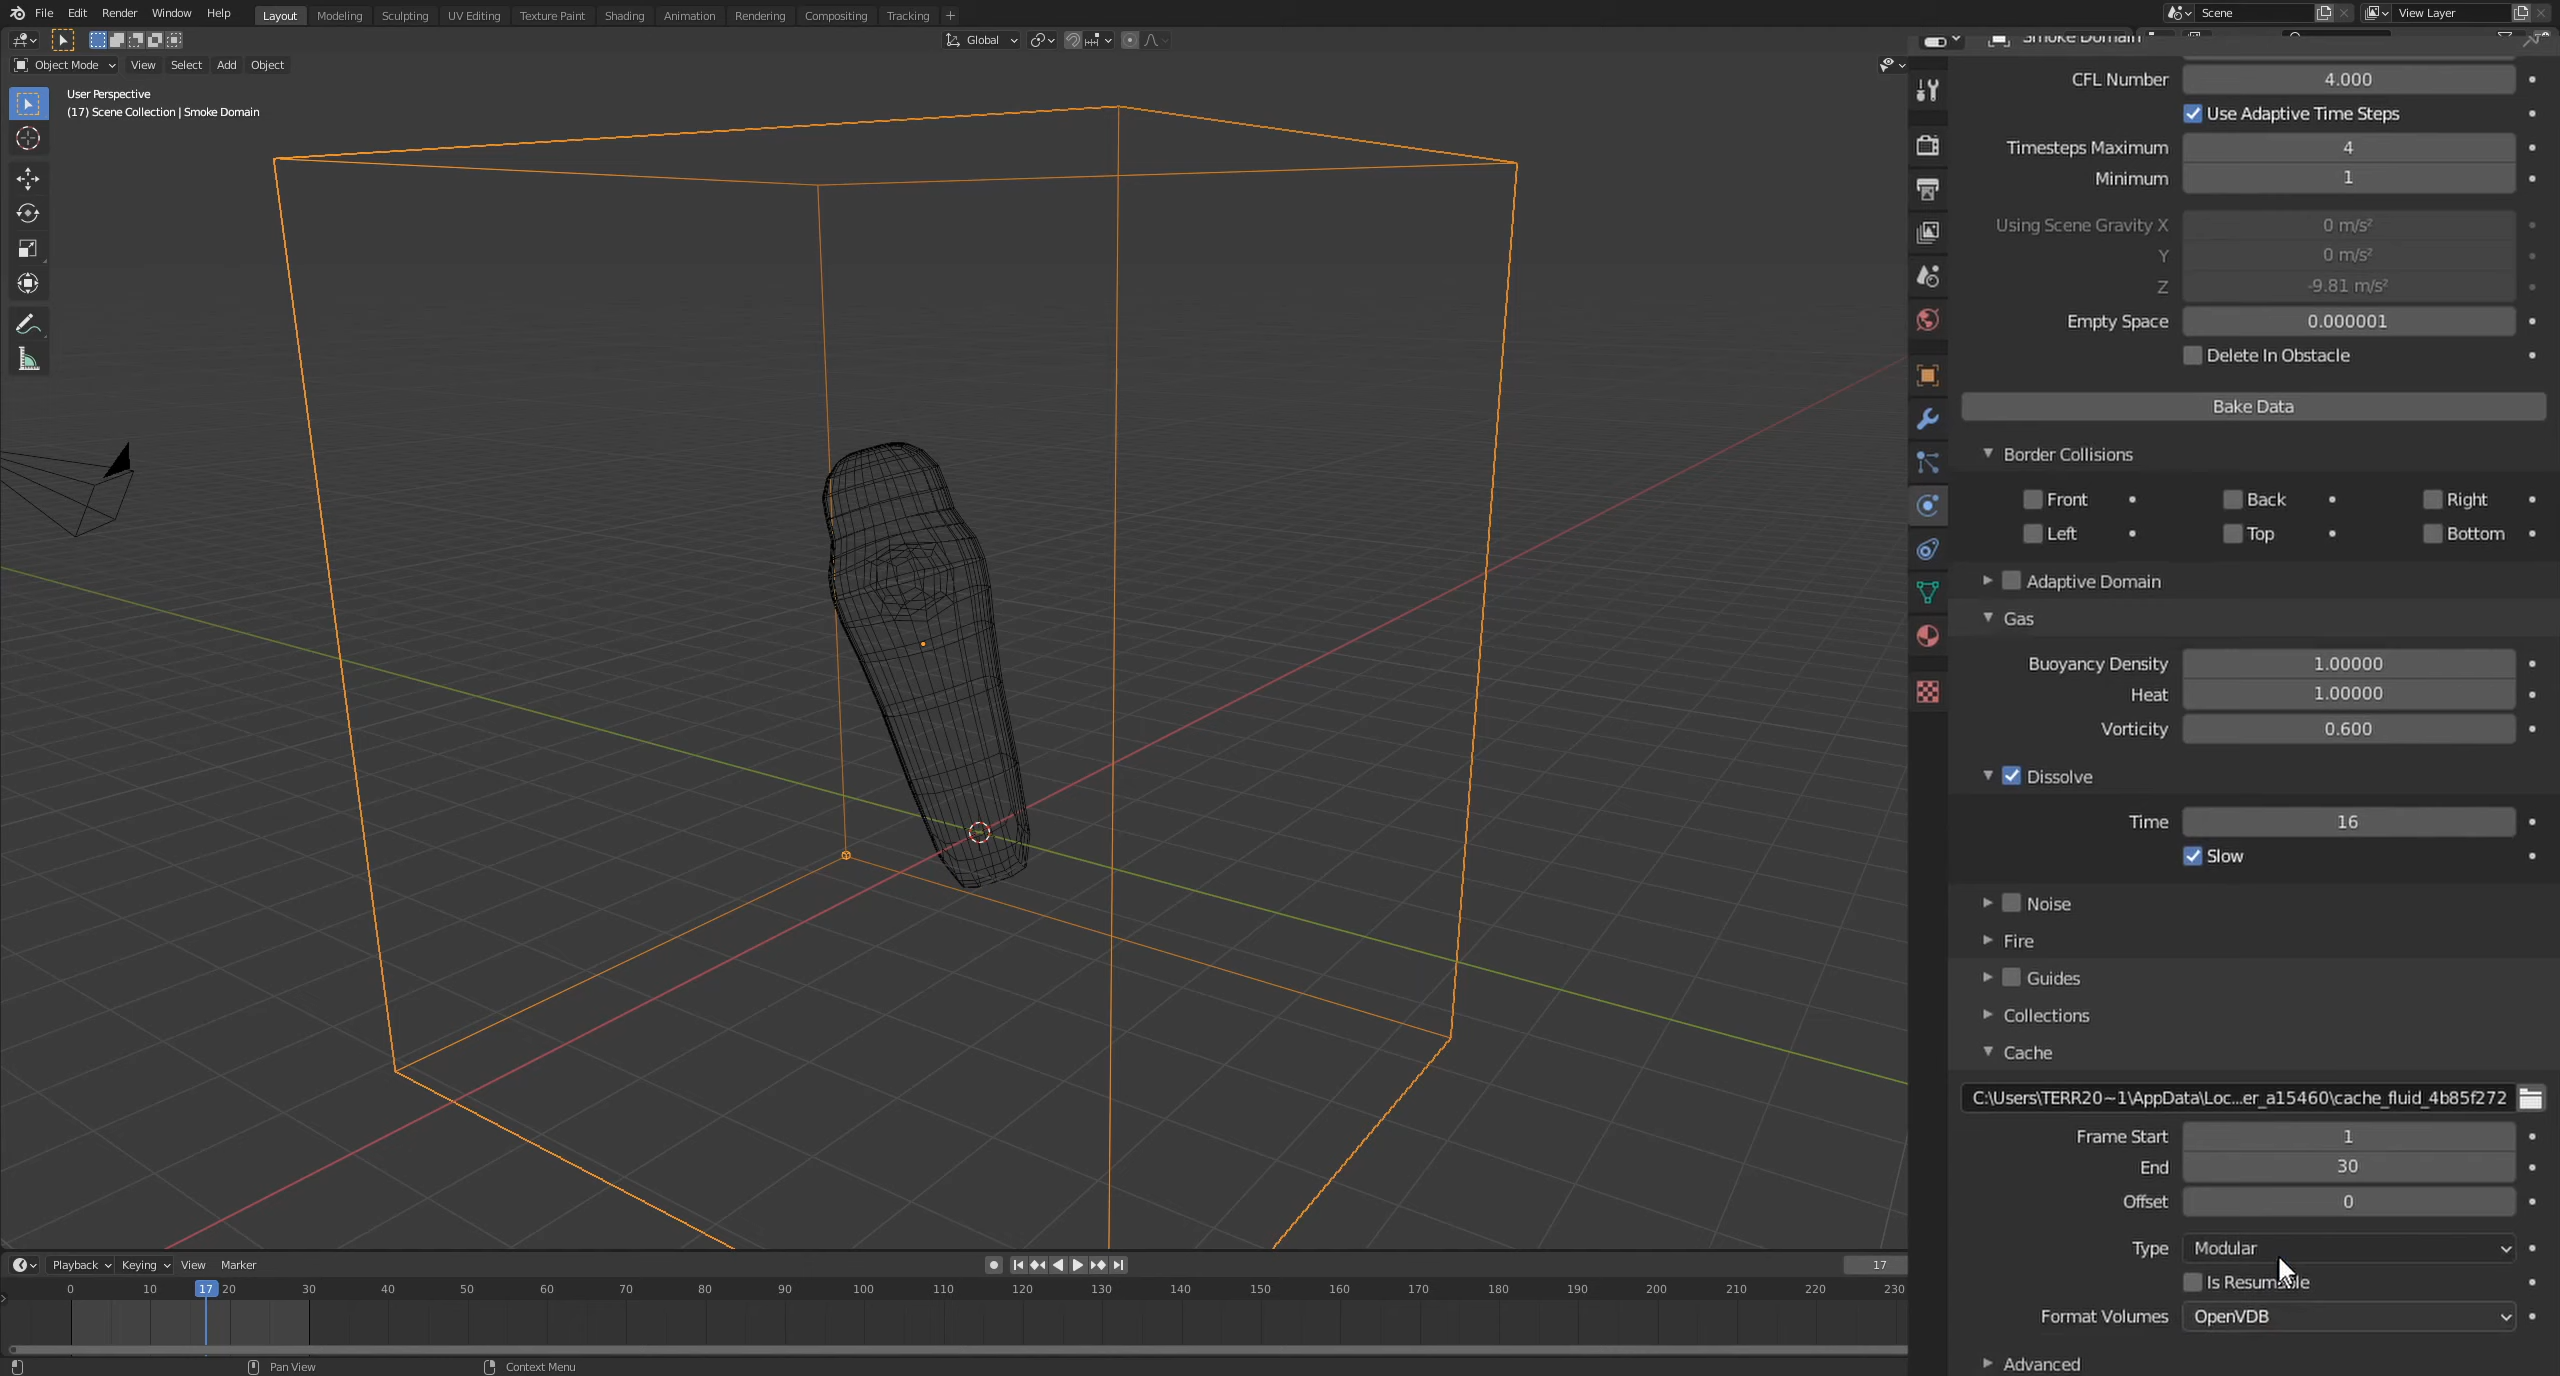 File Edit Render Window Help Layout Modeling Sculpting UV Editing Texture Paint Shading Animation Rendering Compositing Tracking + Scene View Layer
Global
Smoke Domain
Object Mode View Select Add Object
User Perspective
(17) Scene Collection | Smoke Domain
CFL Number 4.000
Use Adaptive Time Steps
Timesteps Maximum 4
Minimum 1
Using Scene Gravity X 0 m/s²
Y 0 m/s²
Z -9.81 m/s²
Empty Space 0.000001
Delete In Obstacle
Bake Data
Border Collisions
Front Back Right
Left Top Bottom
Adaptive Domain
Gas
Buoyancy Density 1.00000
Heat 1.00000
Vorticity 0.600
Dissolve
Time 16
Slow
Noise
Fire
Guides
Collections
Cache
C:\Users\TERR20~1\AppData\Loc...er_a15460\cache_fluid_4b85f272
Frame Start 1
End 30
Offset 0
Type Modular
Is
Format Volumes OpenVDB
Advanced
Playback Keying View Marker 17
0 10 17 20 30 40 50 60 70 80 90 100 110 120 130 140 150 160 170 180 190 200 210 220 230
Pan View Context Menu